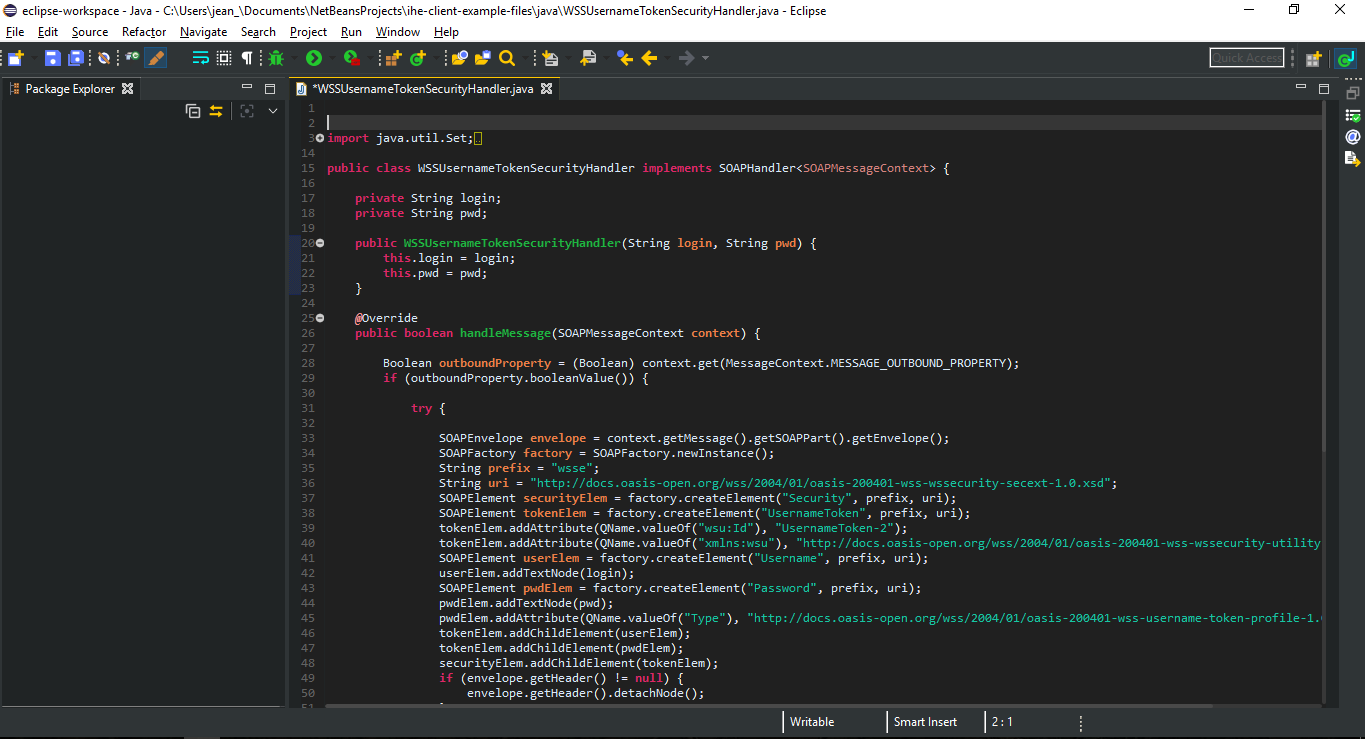 eclipse-workspace - Java - C:\Users\jean_\Documents\NetBeansProjects\ihe-client-example-files\java\WSSUsernameTokenSecurityHandler.java - Eclipse
File Edit Source Refactor Navigate Search Project Run Window Help
Quick Access
Package Explorer
*WSSUsernameTokenSecurityHandler.java
1
2
3 import java.util.Set;
14
15 public class WSSUsernameTokenSecurityHandler implements SOAPHandler<SOAPMessageContext> {
16
17 private String login;
18 private String pwd;
19
20 public WSSUsernameTokenSecurityHandler(String login, String pwd) {
21 this.login = login;
22 this.pwd = pwd;
23 }
24
25 @Override
26 public boolean handleMessage(SOAPMessageContext context) {
27
28 Boolean outboundProperty = (Boolean) context.get(MessageContext.MESSAGE_OUTBOUND_PROPERTY);
29 if (outboundProperty.booleanValue()) {
30
31 try {
32
33 SOAPEnvelope envelope = context.getMessage().getSOAPPart().getEnvelope();
34 SOAPFactory factory = SOAPFactory.newInstance();
35 String prefix = "wsse";
36 String uri = "http://docs.oasis-open.org/wss/2004/01/oasis-200401-wss-wssecurity-secext-1.0.xsd";
37 SOAPElement securityElem = factory.createElement("Security", prefix, uri);
38 SOAPElement tokenElem = factory.createElement("UsernameToken", prefix, uri);
39 tokenElem.addAttribute(QName.valueOf("wsu:Id"), "UsernameToken-2");
40 tokenElem.addAttribute(QName.valueOf("xmlns:wsu"), "http://docs.oasis-open.org/wss/2004/01/oasis-200401-wss-wssecurity-utility
41 SOAPElement userElem = factory.createElement("Username", prefix, uri);
42 userElem.addTextNode(login);
43 SOAPElement pwdElem = factory.createElement("Password", prefix, uri);
44 pwdElem.addTextNode(pwd);
45 pwdElem.addAttribute(QName.valueOf("Type"), "http://docs.oasis-open.org/wss/2004/01/oasis-200401-wss-username-token-profile-1.
46 tokenElem.addChildElement(userElem);
47 tokenElem.addChildElement(pwdElem);
48 securityElem.addChildElement(tokenElem);
49 if (envelope.getHeader() != null) {
50 envelope.getHeader().detachNode();
Writable Smart Insert 2 : 1